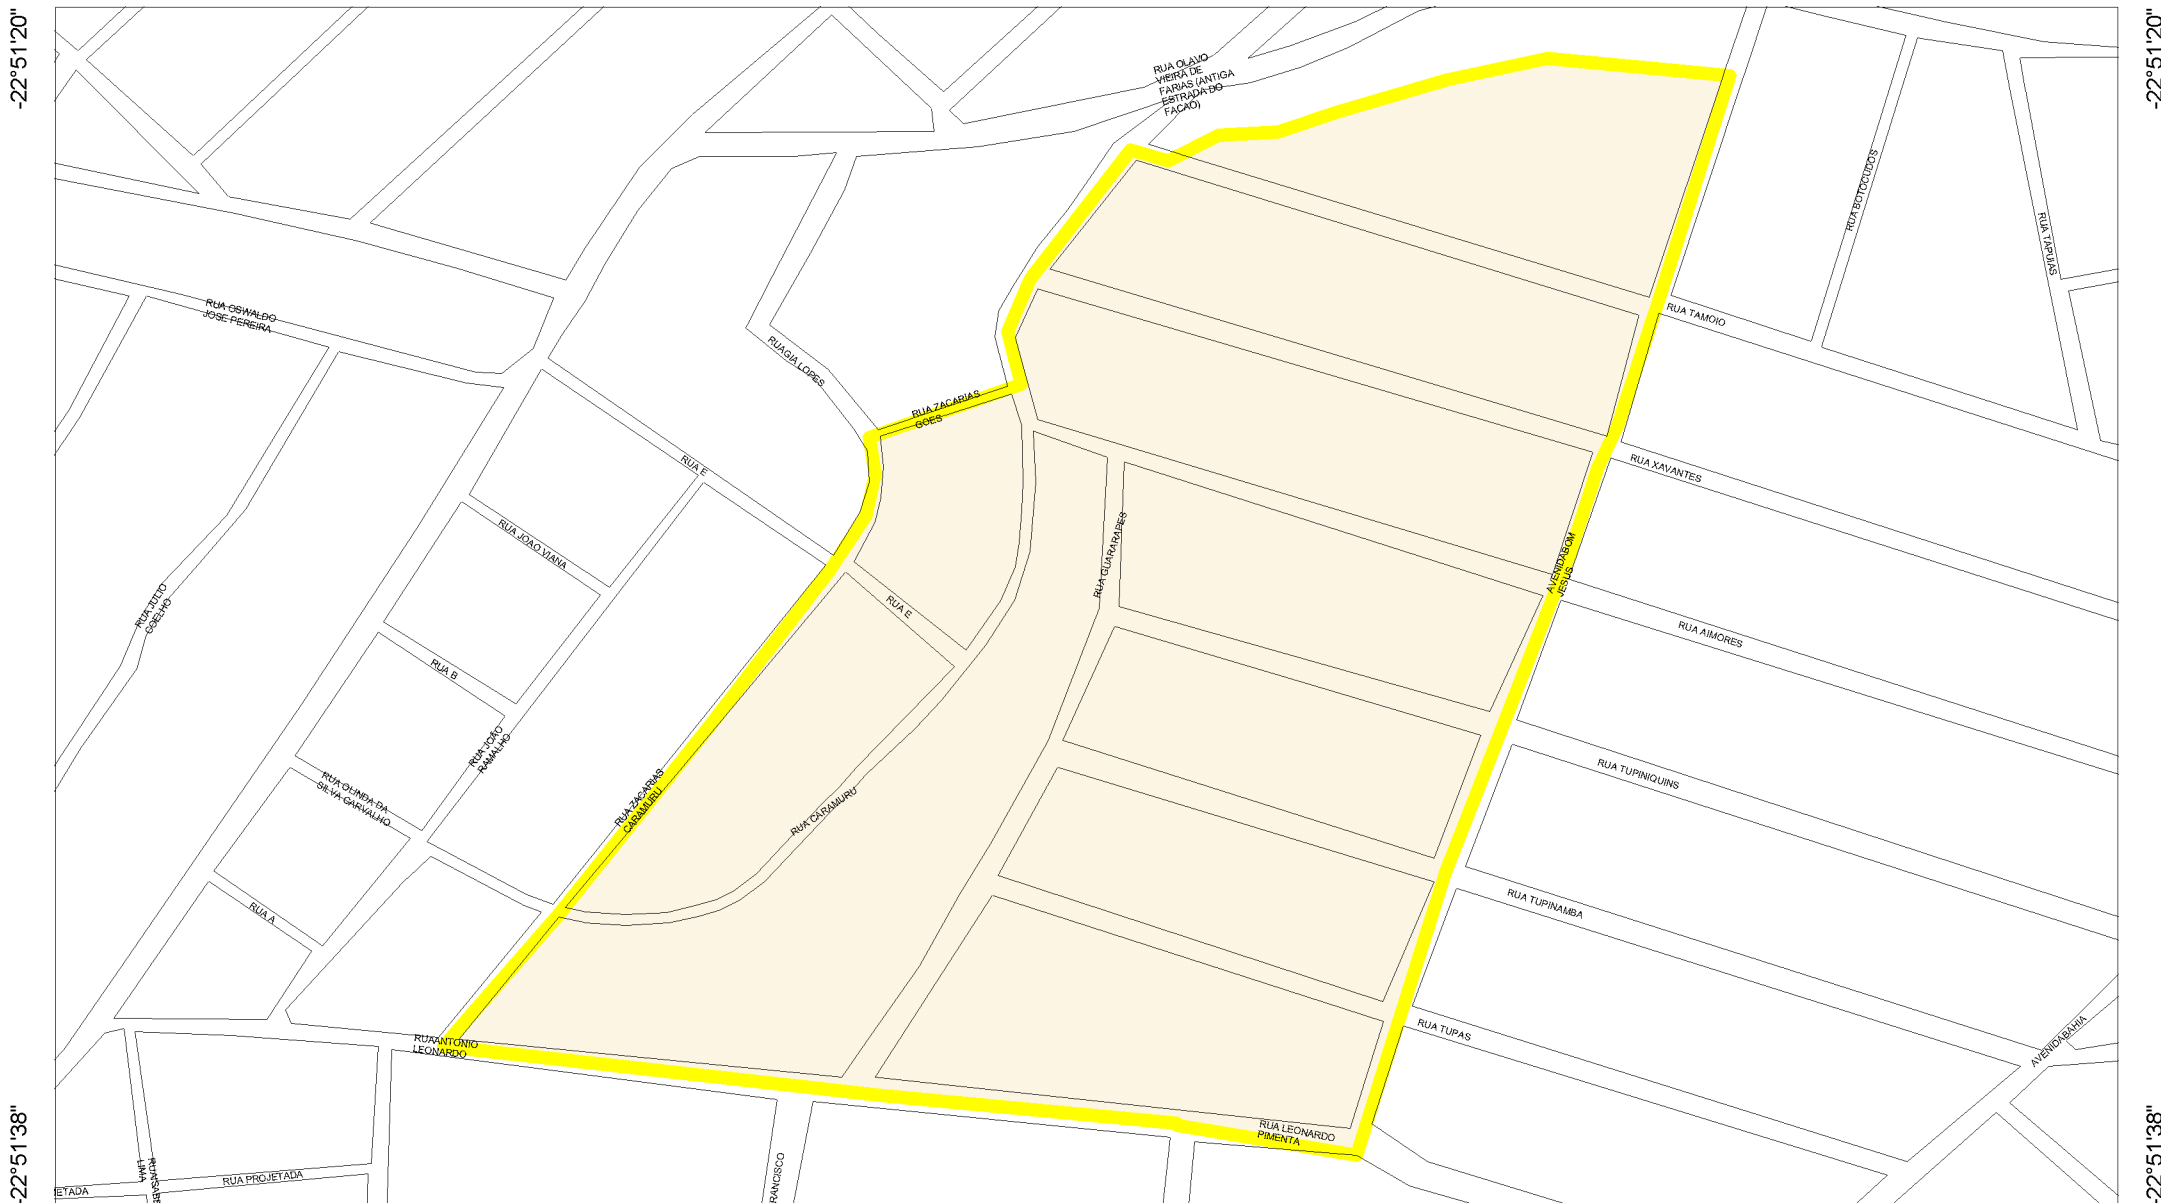 -22°51'20"
-22°51'20"
RUA OLAVO
VIEIRA DE
FARIAS (ANTIGA
ESTRADA DO
FACAO)
RUA BOTOCUDOS
RUA TAPUIAS
RUA OSWALDO
JOSE PEREIRA
RUA TAMOIO
RUAGIA LOPES
RUA ZACARIAS
GOES
RUA E
RUA XAVANTES
RUA JOAO VIANA
RUA GUARARAPES
AVENIDABOM
JESUS
RUA JULIO
COELHO
RUA E
RUA AIMORES
RUA B
RUA JOÃO
RAMALHO
RUA TUPINIQUINS
RUA OLINDA DA
SILVA CARVALHO
RUA ZACARIAS
CARAMURU
RUA CARAMURU
RUA A
RUA TUPINAMBA
RUA TUPAS
AVENIDABAHIA
RUAANTONIO
LEONARDO
RUA LEONARDO
PIMENTA
-22°51'38"
-22°51'38"
LIMA
RUA PROJETADA
JETADA
RANCISCO